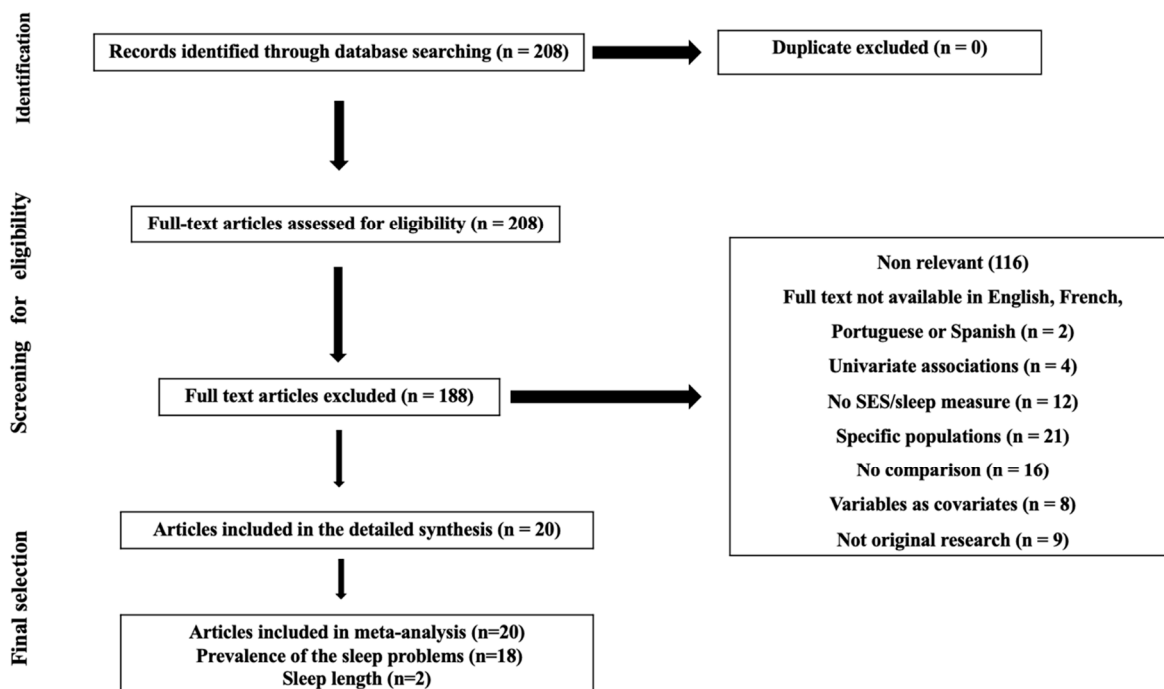 Identification
Records identified through database searching (n = 208)
Duplicate excluded (n = 0)
Screening for eligibility
Full-text articles assessed for eligibility (n = 208)
Full text articles excluded (n = 188)
Non relevant (116)
Full text not available in English, French,
Portuguese or Spanish (n = 2)
Univariate associations (n = 4)
No SES/sleep measure (n = 12)
Specific populations (n = 21)
No comparison (n = 16)
Variables as covariates (n = 8)
Not original research (n = 9)
Final selection
Articles included in the detailed synthesis (n = 20)
Articles included in meta-analysis (n=20)
Prevalence of the sleep problems (n=18)
Sleep length (n=2)